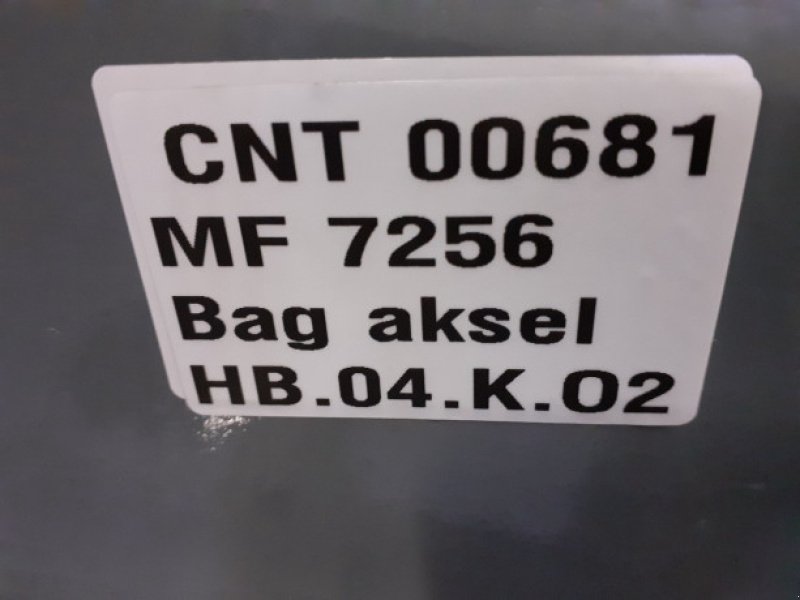 CNT 00681
MF 7256
Bag aksel
HB.04.K.02